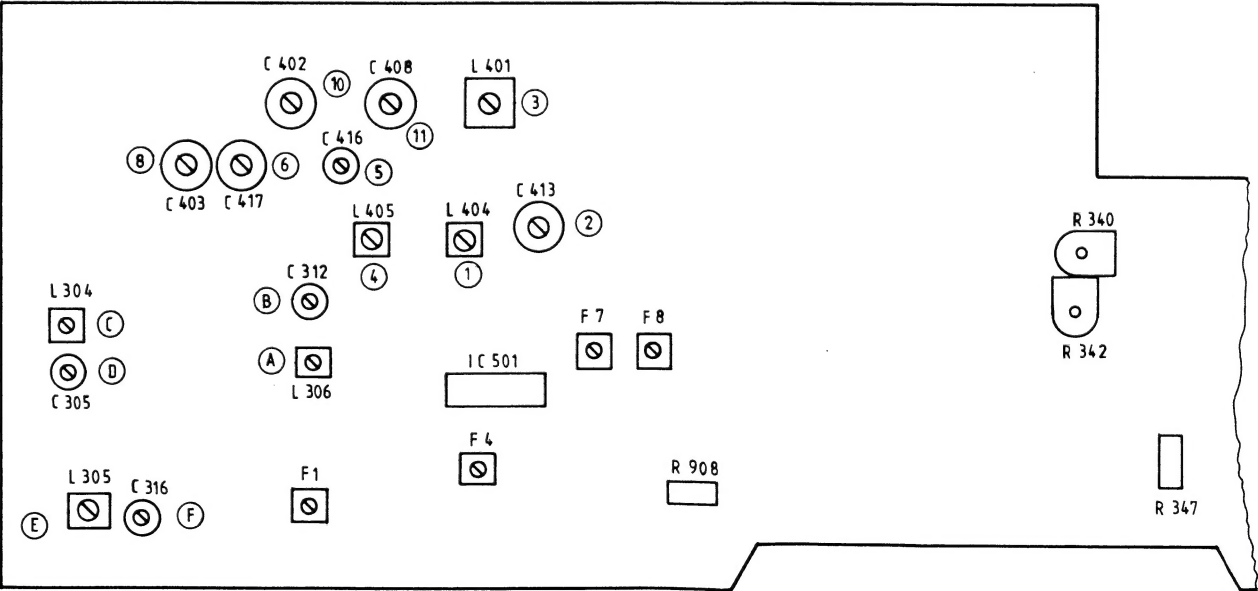 C 402
10
C 408
L 401
3
11
C 416
8
6
5
C 403
C 417
C 413
L 405
L 404
2
R 340
4
1
C 312
B
L 304
C
F 7
F 8
R 342
A
IC 501
D
L 306
C 305
F 4
R 908
L 305
C 316
F 1
R 347
E
F